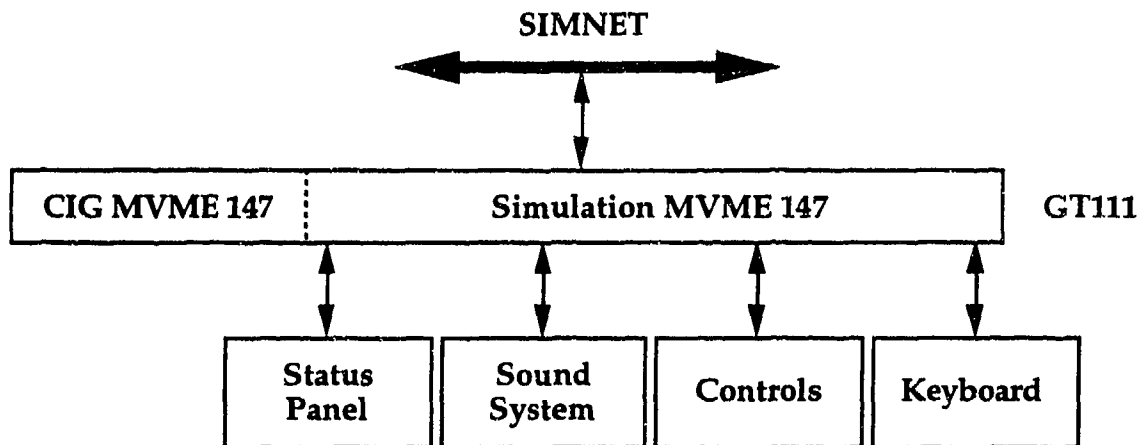 SIMNET
CIG MVME 147
Simulation MVME 147
GT111
Status
Panel
Sound
System
Controls
Keyboard